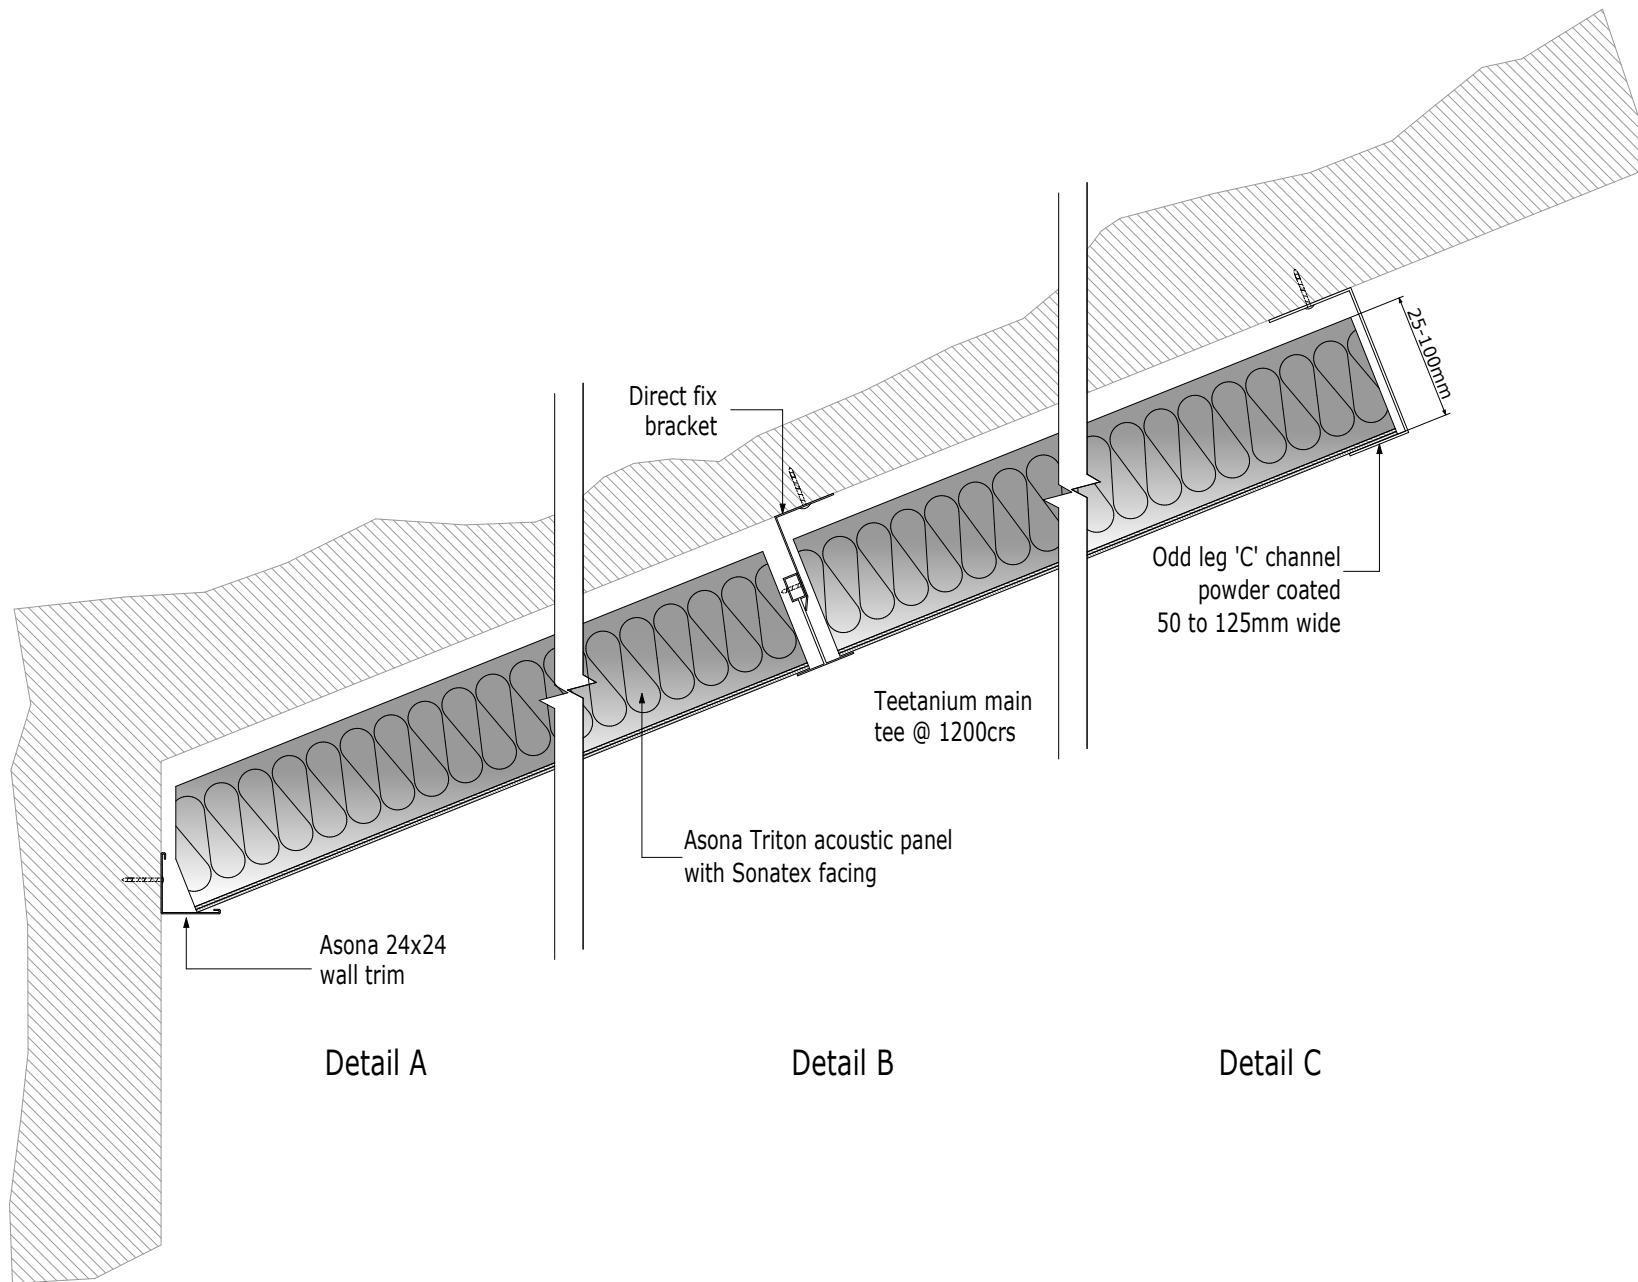 25-100mm
Direct fix
bracket
Odd leg 'C' channel
powder coated
50 to 125mm wide
Teetanium main
tee @ 1200crs
Asona Triton acoustic panel
with Sonatex facing
Asona 24x24
wall trim
Detail A
Detail B
Detail C